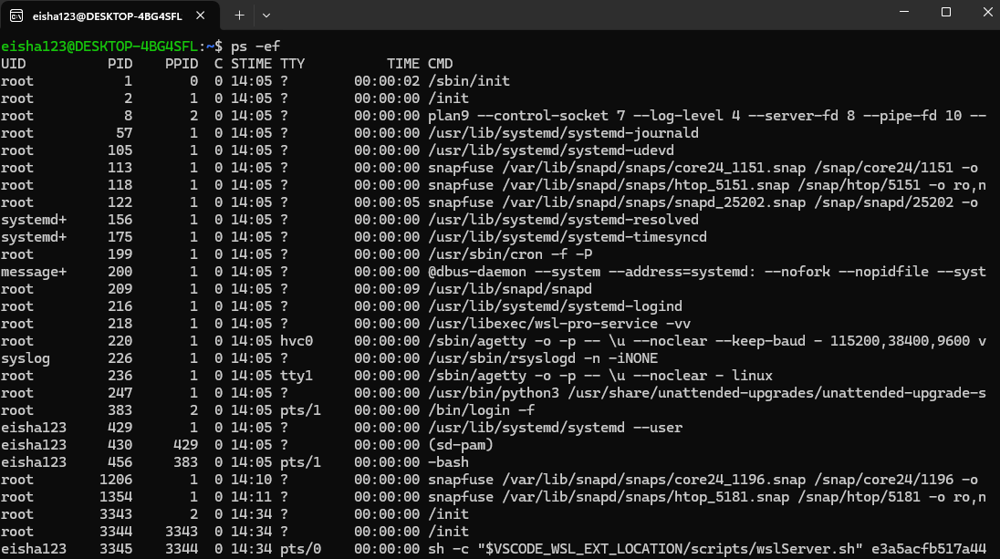 eisha123@DESKTOP-4BG4SFL
eisha123@DESKTOP-4BG4SFL:~$ ps -ef
UID          PID    PPID  C STIME TTY          TIME CMD
root           1       0  0 14:05 ?        00:00:02 /sbin/init
root           2       1  0 14:05 ?        00:00:00 /init
root           8       2  0 14:05 ?        00:00:00 plan9 --control-socket 7 --log-level 4 --server-fd 8 --pipe-fd 10 --
root          57       1  0 14:05 ?        00:00:00 /usr/lib/systemd/systemd-journald
root         105       1  0 14:05 ?        00:00:00 /usr/lib/systemd/systemd-udevd
root         113       1  0 14:05 ?        00:00:00 snapfuse /var/lib/snapd/snaps/core24_1151.snap /snap/core24/1151 -o
root         118       1  0 14:05 ?        00:00:00 snapfuse /var/lib/snapd/snaps/htop_5151.snap /snap/htop/5151 -o ro,n
root         122       1  0 14:05 ?        00:00:05 snapfuse /var/lib/snapd/snaps/snapd_25202.snap /snap/snapd/25202 -o
systemd+     156       1  0 14:05 ?        00:00:00 /usr/lib/systemd/systemd-resolved
systemd+     175       1  0 14:05 ?        00:00:00 /usr/lib/systemd/systemd-timesyncd
root         199       1  0 14:05 ?        00:00:00 /usr/sbin/cron -f -P
message+     200       1  0 14:05 ?        00:00:00 @dbus-daemon --system --address=systemd: --nofork --nopidfile --syst
root         209       1  0 14:05 ?        00:00:09 /usr/lib/snapd/snapd
root         216       1  0 14:05 ?        00:00:00 /usr/lib/systemd/systemd-logind
root         218       1  0 14:05 ?        00:00:00 /usr/libexec/wsl-pro-service -vv
root         220       1  0 14:05 hvc0     00:00:00 /sbin/agetty -o -p -- \u --noclear --keep-baud - 115200,38400,9600 v
syslog       226       1  0 14:05 ?        00:00:00 /usr/sbin/rsyslogd -n -iNONE
root         236       1  0 14:05 tty1     00:00:00 /sbin/agetty -o -p -- \u --noclear - linux
root         247       1  0 14:05 ?        00:00:00 /usr/bin/python3 /usr/share/unattended-upgrades/unattended-upgrade-s
root         383       2  0 14:05 pts/1    00:00:00 /bin/login -f
eisha123     429       1  0 14:05 ?        00:00:00 /usr/lib/systemd/systemd --user
eisha123     430     429  0 14:05 ?        00:00:00 (sd-pam)
eisha123     456     383  0 14:05 pts/1    00:00:00 -bash
root        1206       1  0 14:10 ?        00:00:00 snapfuse /var/lib/snapd/snaps/core24_1196.snap /snap/core24/1196 -o
root        1354       1  0 14:11 ?        00:00:00 snapfuse /var/lib/snapd/snaps/htop_5181.snap /snap/htop/5181 -o ro,n
root        3343       2  0 14:34 ?        00:00:00 /init
root        3344    3343  0 14:34 ?        00:00:00 /init
eisha123    3345    3344  0 14:34 pts/0    00:00:00 sh -c "$VSCODE_WSL_EXT_LOCATION/scripts/wslServer.sh" e3a5acfb517a44